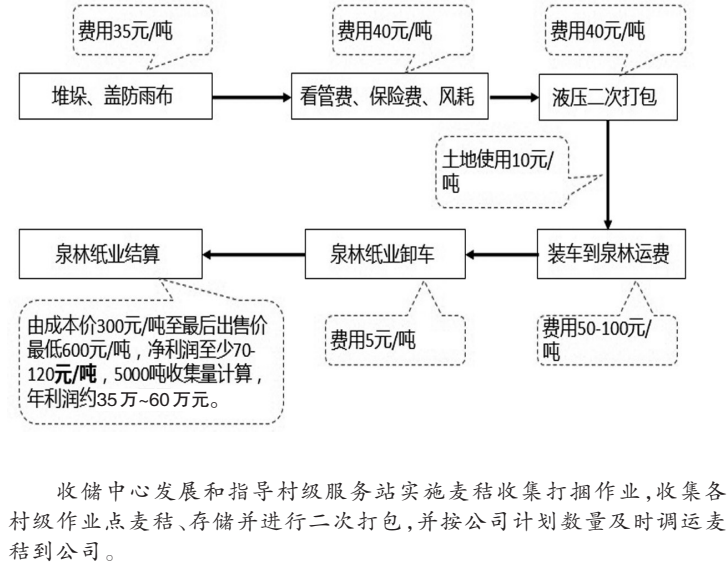 费用35元/吨
费用40元/吨
费用40元/吨
堆垛、盖防雨布
看管费、保险费、风耗
液压二次打包
土地使用10元/
吨
泉林纸业结算
泉林纸业卸车
装车到泉林运费
由成本价300元/吨至最后出售价
最低600元/吨，净利润至少70-
120元/吨，5000吨收集量计算，
年利润约35万~60万元。
费用5元/吨
费用50-100元/
吨
收储中心发展和指导村级服务站实施麦秸收集打捆作业,收集各
村级作业点麦秸、存储并进行二次打包,并按公司计划数量及时调运麦
秸到公司。